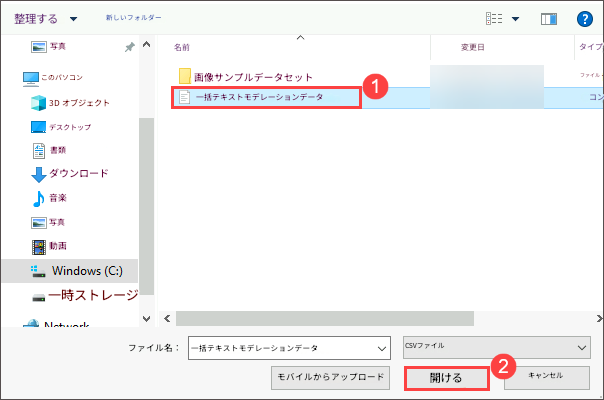 整理する 新しいフォルダー
名前 変更日 タイプ
写真
このパソコン
3D オブジェクト
デスクトップ
書類
ダウンロード
音楽
写真
動画
Windows (C:)
一時ストレージ
Network
画像サンプルデータセット ファイル
一括テキストモデレーションデータ コン
1
ファイル名： 一括テキストモデレーションデータ CSVファイル
2
モバイルからアップロード 開ける キャンセル